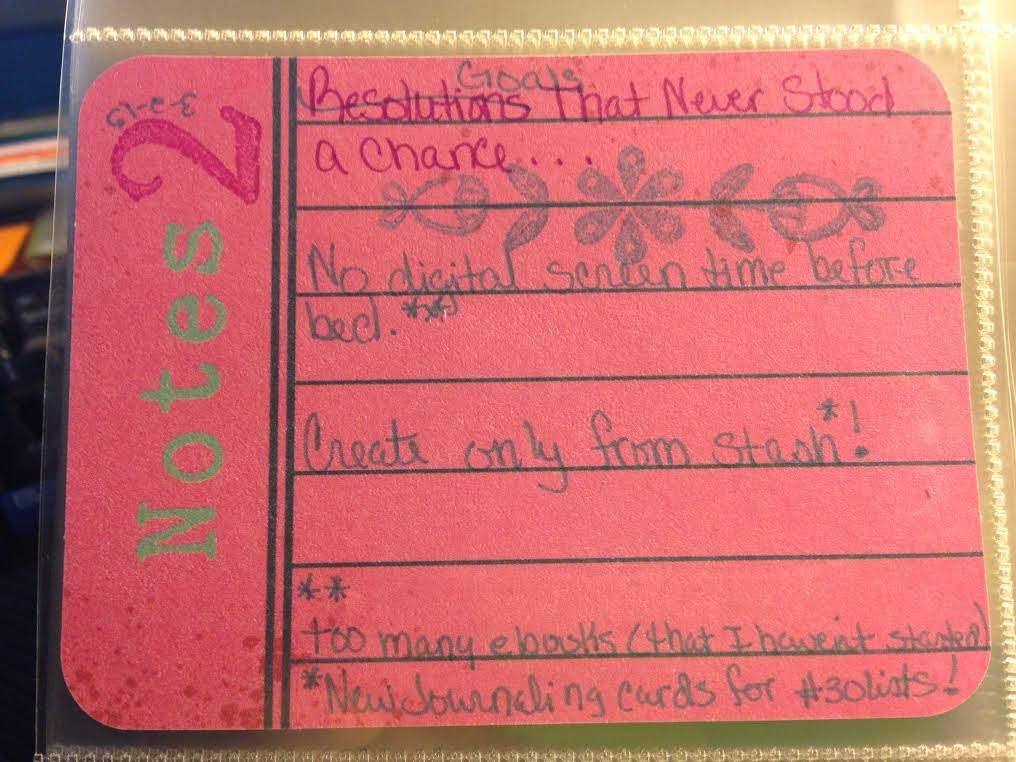 3-2-15
Notes 2
Goals
Resolutions That Never Stood
a chance...
No digital screen time before
bed.**
Create only from stash*!
**
too many ebooks (that I haven't started)
*New Journaling cards for #30lists!